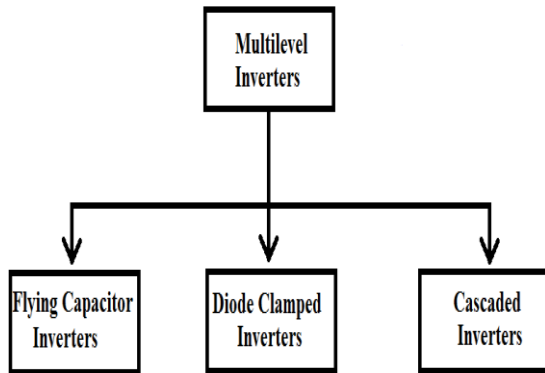 Multilevel
Inverters
Flying Capacitor
Inverters
Diode Clamped
Inverters
Cascaded
Inverters